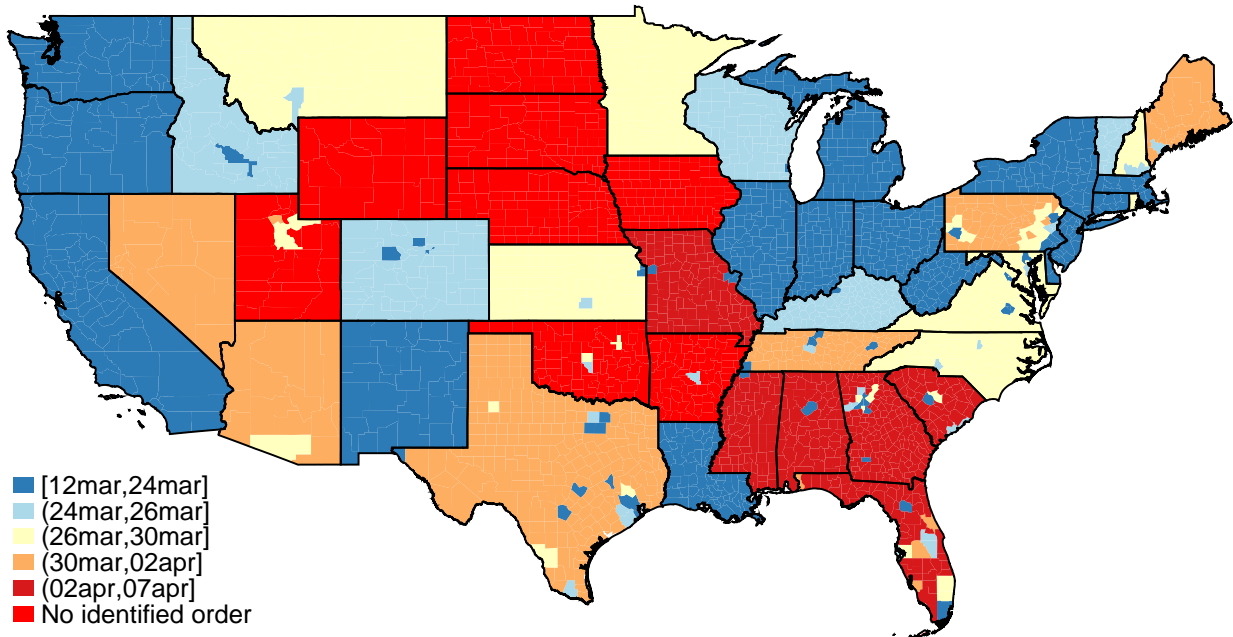 [12mar,24mar]
(24mar,26mar]
(26mar,30mar]
(30mar,02apr]
(02apr,07apr]
No identified order